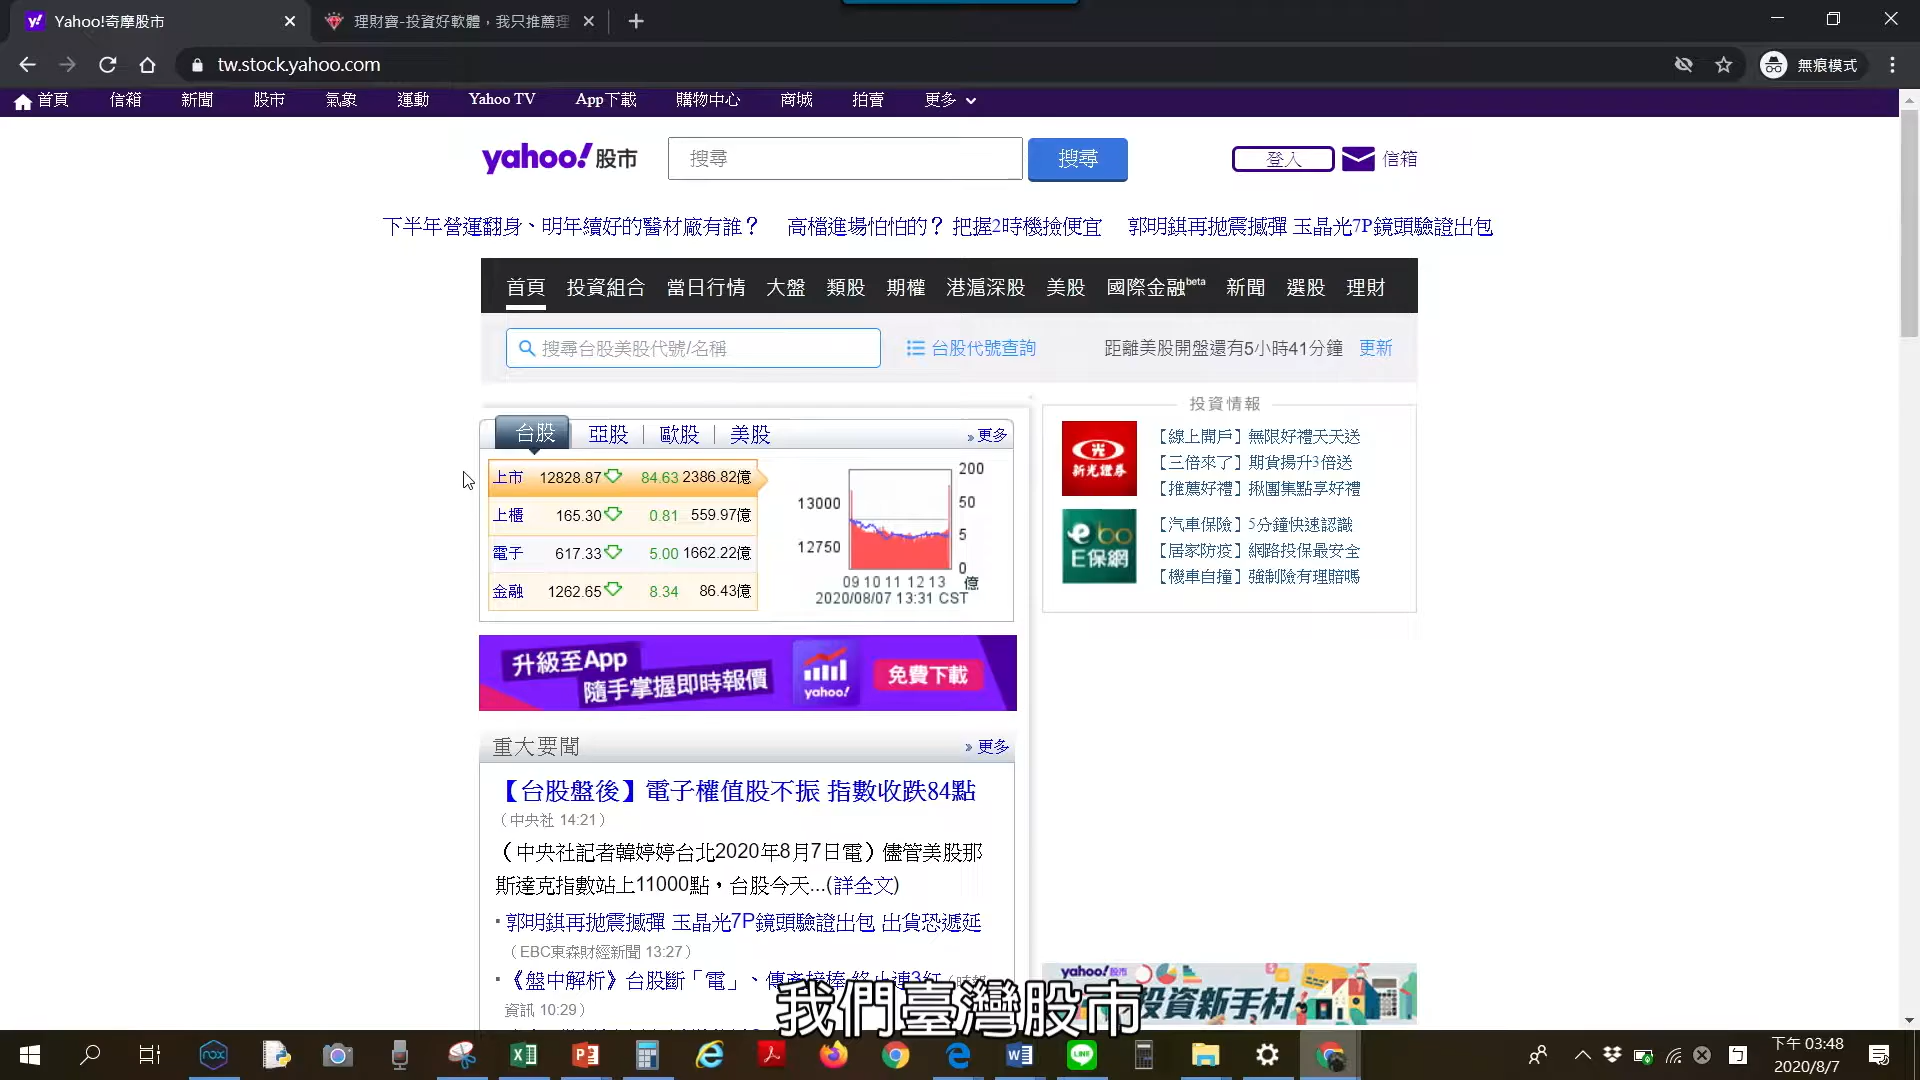 Yahoo!奇摩股市
理財寶-投資好軟體，我只推薦理
tw.stock.yahoo.com
無痕模式
首頁 信箱 新聞 股市 氣象 運動 Yahoo TV App下載 購物中心 商城 拍賣 更多
yahoo!股市 搜尋 搜尋 登入 信箱
下半年營運翻身、明年續好的醫材廠有誰？ 高檔進場怕怕的？把握2時機撿便宜 郭明錤再拋震撼彈 玉晶光7P鏡頭驗證出包
首頁 投資組合 當日行情 大盤 類股 期權 港滬深股 美股 國際金融beta 新聞 選股 理財
搜尋台股美股代號/名稱 台股代號查詢 距離美股開盤還有5小時41分鐘 更新
台股 亞股 歐股 美股 » 更多
上市 12828.87 84.63 2386.82億
上櫃 165.30 0.81 559.97億
電子 617.33 5.00 1662.22億
金融 1262.65 8.34 86.43億
200
13000 50
5
12750
0
09 10 11 12 13 億
2020/08/07 13:31 CST
投資情報
新光證券
【線上開戶】無限好禮天天送
【三倍來了】期貨揚升3倍送
【推薦好禮】揪團集點享好禮
ebo
E保網
【汽車保險】5分鐘快速認識
【居家防疫】網路投保最安全
【機車自撞】強制險有理賠嗎
升級至App
隨手掌握即時報價
yahoo!
免費下載
重大要聞 » 更多
【台股盤後】電子權值股不振 指數收跌84點
（中央社 14:21）
（中央社記者韓婷婷台北2020年8月7日電）儘管美股那
斯達克指數站上11000點，台股今天...(詳全文)
郭明錤再拋震撼彈 玉晶光7P鏡頭驗證出包 出貨恐遞延
（EBC東森財經新聞 13:27）
《盤中解析》台股斷「電」、傳產接棒 終止連3紅（時報
資訊 10:29）
yahoo!股市
投資新手村
我們臺灣股市
下午 03:48
2020/8/7